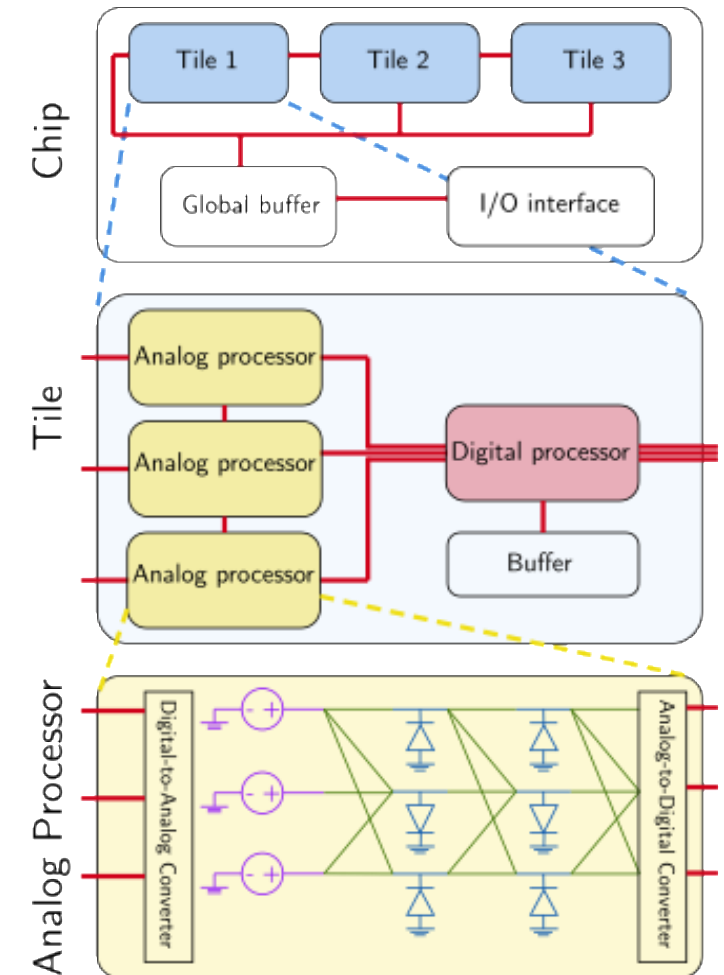 Chip
Tile 1
Tile 2
Tile 3
Global buffer
I/O interface
Tile
Analog processor
Analog processor
Analog processor
Digital processor
Buffer
Analog Processor
Digital-to-Analog Converter
- +
- +
- +
Analog-to-Digital Converter